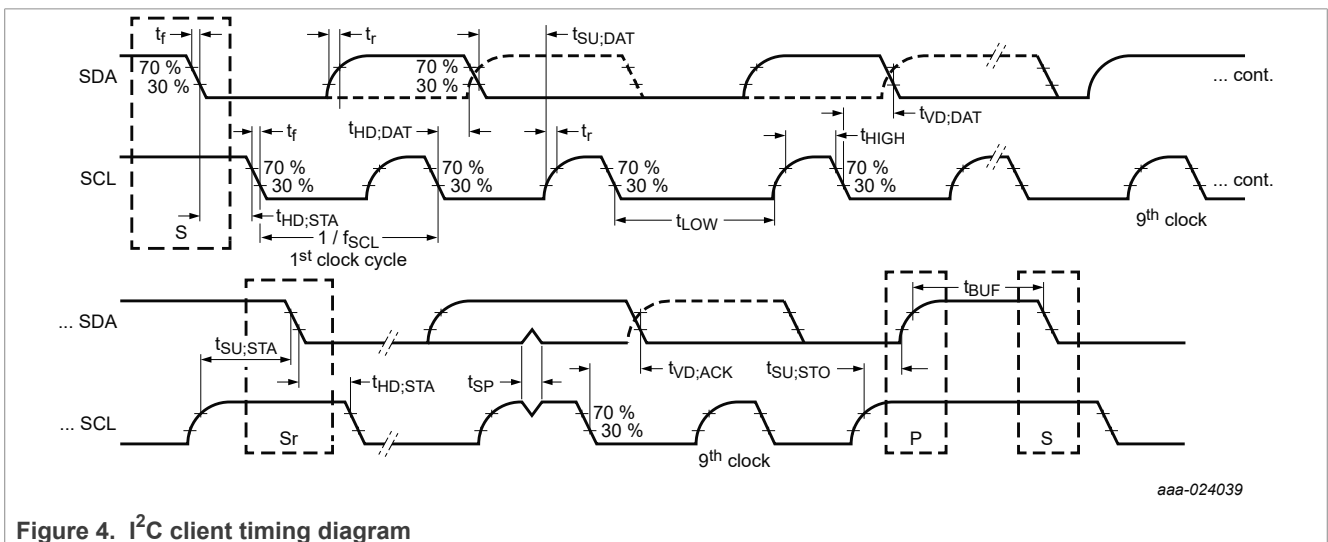 tf tr tSU;DAT
SDA 70 % 30 % 70 % 30 % ... cont.
tf tHD;DAT tr tHIGH tVD;DAT
SCL 70 % 30 % 70 % 30 % 70 % 30 % 70 % 30 % ... cont.
S tHD;STA tLOW 9th clock
1 / fSCL
1st clock cycle
... SDA tBUF
tSU;STA tHD;STA tSP tVD;ACK tSU;STO
... SCL Sr 70 % 30 % P S
9th clock
aaa-024039
Figure 4. I2C client timing diagram